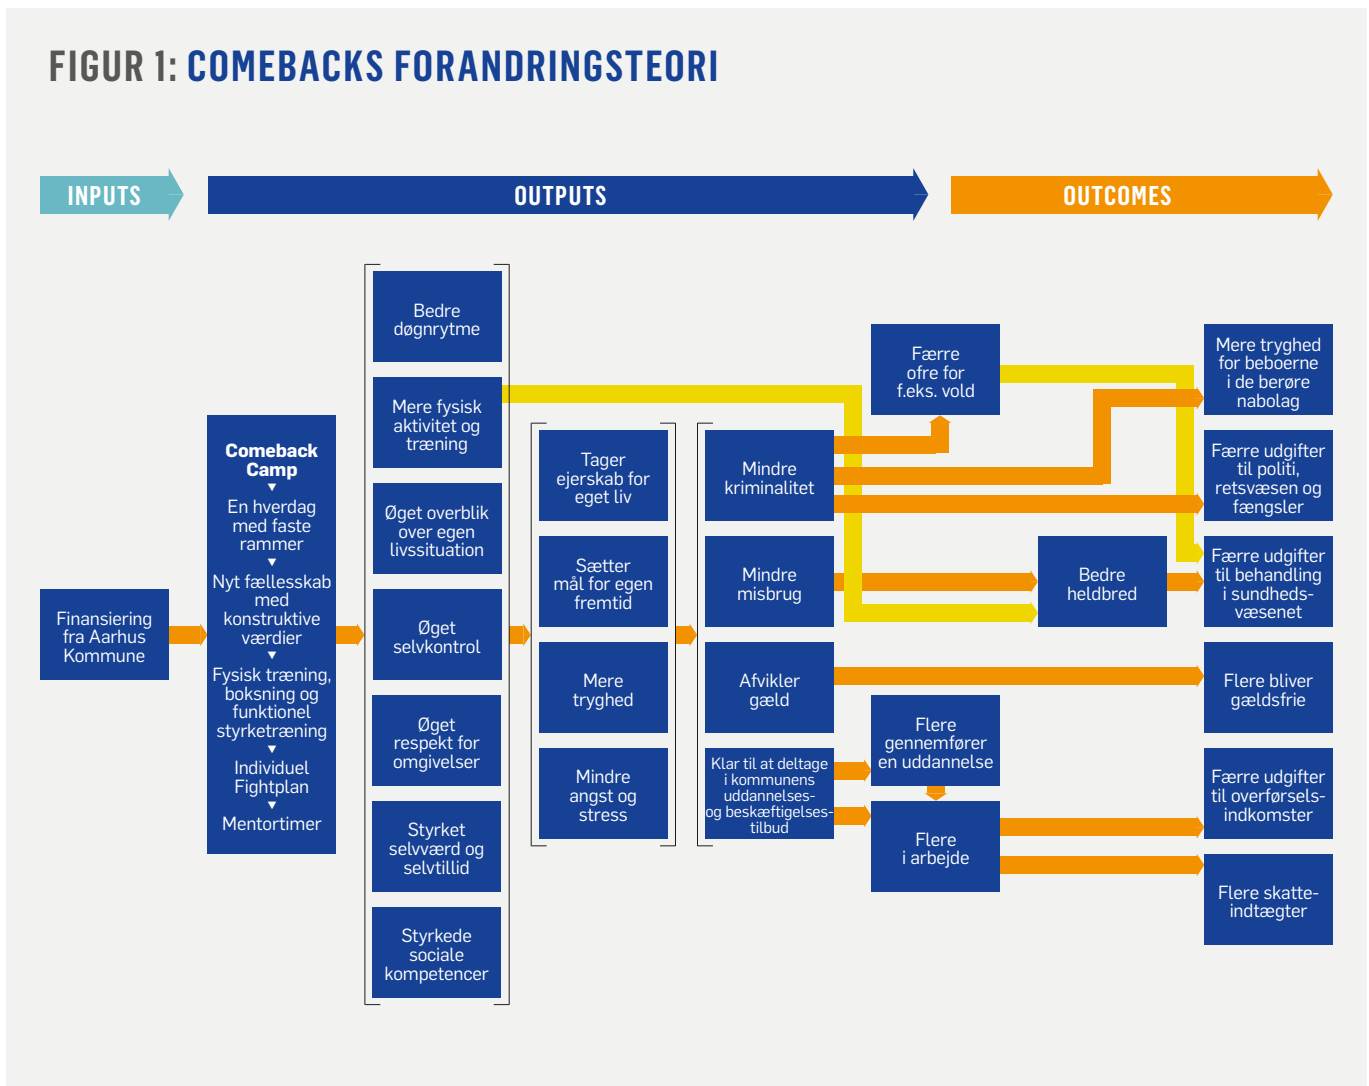 FIGUR 1: COMEBACKS FORANDRINGSTEORI
INPUTS
OUTPUTS
OUTCOMES
Finansiering
fra Aarhus
Kommune
Comeback
Camp
En hverdag
med faste
rammer
Nyt fællesskab
med
konstruktive
værdier
Fysisk træning,
boksning og
funktionel
styrketræning
Individuel
Fightplan
Mentortimer
Bedre
døgnrytme
Mere fysisk
aktivitet og
træning
Øget overblik
over egen
livssituation
Øget
selvkontrol
Øget
respekt for
omgivelser
Styrket
selvværd og
selvtillid
Styrkede
sociale
kompetencer
Tager
ejerskab for
eget liv
Sætter
mål for egen
fremtid
Mere
tryghed
Mindre
angst og
stress
Mindre
kriminalitet
Mindre
misbrug
Afvikler
gæld
Klar til at deltage
i kommunens
uddannelses-
og beskæftigelses-
tilbud
Færre
ofre for
f.eks. vold
Flere
gennemfører
en uddannelse
Flere
i arbejde
Bedre
heldbred
Mere tryghed
for beboerne
i de berøre
nabolag
Færre udgifter
til politi,
retsvæsen og
fængsler
Færre udgifter
til behandling
i sundheds-
væsenet
Flere bliver
gældsfrie
Færre udgifter
til overførsels-
indkomster
Flere skatte-
indtægter